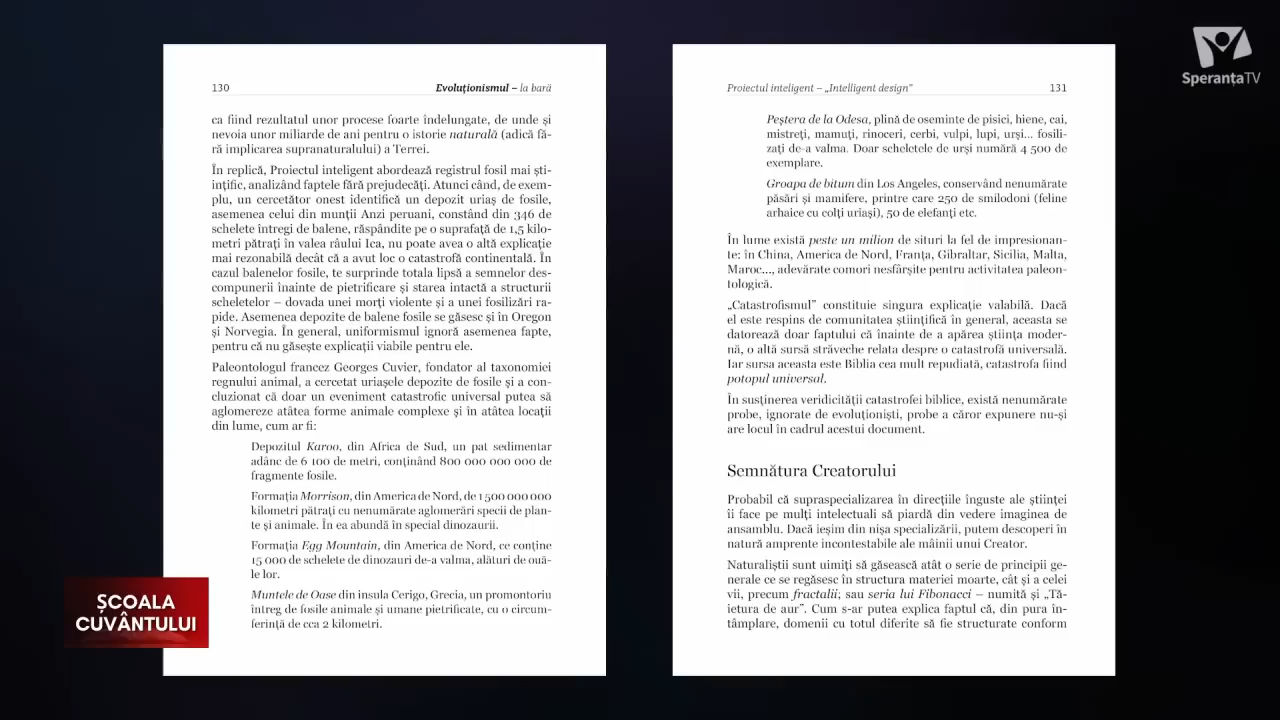 130
Evoluționismul – la bară
ca fiind rezultatul unor procese foarte îndelungate, de unde și
nevoia unor miliarde de ani pentru o istorie naturală (adică fă-
ră implicarea supranaturalului) a Terrei.
În replică, Proiectul inteligent abordează registrul fosil mai ști-
ințific, analizând faptele fără prejudecăți. Atunci când, de exem-
plu, un cercetător onest identifică un depozit uriaș de fosile,
asemenea celui din munții Anzi peruani, constând din 346 de
schelete întregi de balene, răspândite pe o suprafață de 1,5 kilo-
metri pătrați în valea râului Ica, nu poate avea o altă explicație
mai rezonabilă decât că a avut loc o catastrofă continentală. În
cazul balenelor fosile, te surprinde totala lipsă a semnelor des-
compunerii înainte de pietrificare și starea intactă a structurii
scheletelor – dovada unei morți violente și a unei fosilizări ra-
pide. Asemenea depozite de balene fosile se găsesc și în Oregon
și Norvegia. În general, uniformismul ignoră asemenea fapte,
pentru că nu găsește explicații viabile pentru ele.
Paleontologul francez Georges Cuvier, fondator al taxonomiei
regnului animal, a cercetat uriașele depozite de fosile și a con-
cluzionat că doar un eveniment catastrofic universal putea să
aglomereze atâtea forme animale complexe și în atâtea locații
din lume, cum ar fi:
Depozitul Karoo, din Africa de Sud, un pat sedimentar
adânc de 6 100 de metri, conținând 800 000 000 000 de
fragmente fosile.
Formația Morrison, din America de Nord, de 1 500 000 000
kilometri pătrați cu nenumărate aglomerări specii de plan-
te și animale. În ea abundă în special dinozaurii.
Formația Egg Mountain, din America de Nord, ce conține
15 000 de schelete de dinozauri de-a valma, alături de ouă-
le lor.
Muntele de Oase din insula Cerigo, Grecia, un promontoriu
întreg de fosile animale și umane pietrificate, cu o circum-
ferință de cca 2 kilometri.
ȘCOALA
CUVÂNTULUI
Proiectul inteligent – „Intelligent design”
131
Peștera de la Odesa, plină de oseminte de pisici, hiene, cai,
mistreți, mamuți, rinoceri, cerbi, vulpi, lupi, urși... fosili-
zați de-a valma. Doar scheletele de urși numără 4 500 de
exemplare.
Groapa de bitum din Los Angeles, conservând nenumărate
păsări și mamifere, printre care 250 de smilodoni (feline
arhaice cu colți uriași), 50 de elefanți etc.
În lume există peste un milion de situri la fel de impresionan-
te: în China, America de Nord, Franța, Gibraltar, Sicilia, Malta,
Maroc..., adevărate comori nesfârșite pentru activitatea paleon-
tologică.
„Catastrofismul” constituie singura explicație valabilă. Dacă
el este respins de comunitatea științifică în general, aceasta se
datorează doar faptului că înainte de a apărea știința moder-
nă, o altă sursă străveche relata despre o catastrofă universală.
Iar sursa aceasta este Biblia cea mult repudiată, catastrofa fiind
potopul universal.
În susținerea veridicității catastrofei biblice, există nenumărate
probe, ignorate de evoluționiști, probe a căror expunere nu-și
are locul în cadrul acestui document.
Semnătura Creatorului
Probabil că supraspecializarea în direcțiile înguste ale științei
îi face pe mulți intelectuali să piardă din vedere imaginea de
ansamblu. Dacă ieșim din nișa specializării, putem descoperi în
natură amprente incontestabile ale mâinii unui Creator.
Naturaliștii sunt uimiți să găsească atât o serie de principii ge-
nerale ce se regăsesc în structura materiei moarte, cât și a celei
vii, precum fractalii; sau seria lui Fibonacci – numită și „Tă-
ietura de aur”. Cum s-ar putea explica faptul că, din pura în-
tâmplare, domenii cu totul diferite să fie structurate conform
SperanțaTV